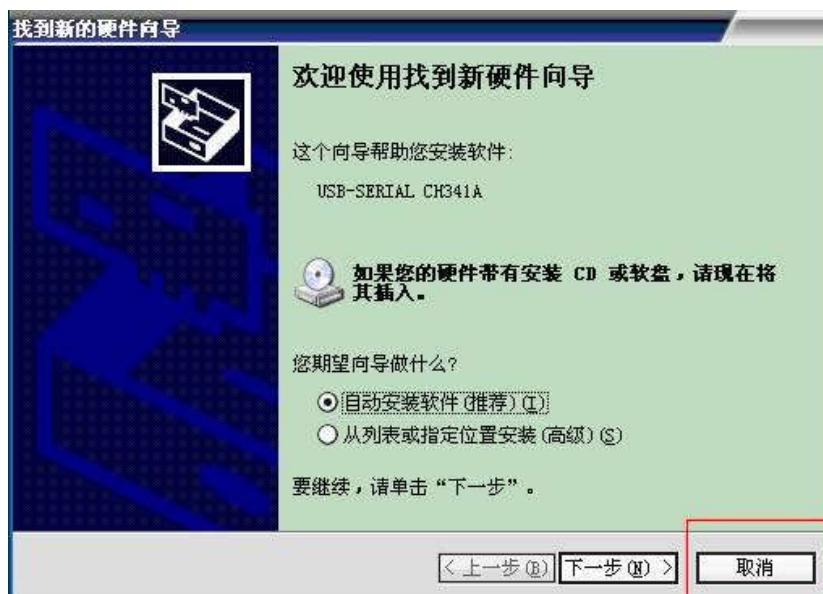 找到新的硬件向导
欢迎使用找到新硬件向导
这个向导帮助您安装软件:
USB-SERIAL CH341A
如果您的硬件带有安装 CD 或软盘，请现在将
其插入。
您期望向导做什么?
自动安装软件(推荐)(I)
从列表或指定位置安装(高级)(S)
要继续，请单击“下一步”。
< 上一步(B) 下一步(N) > 取消